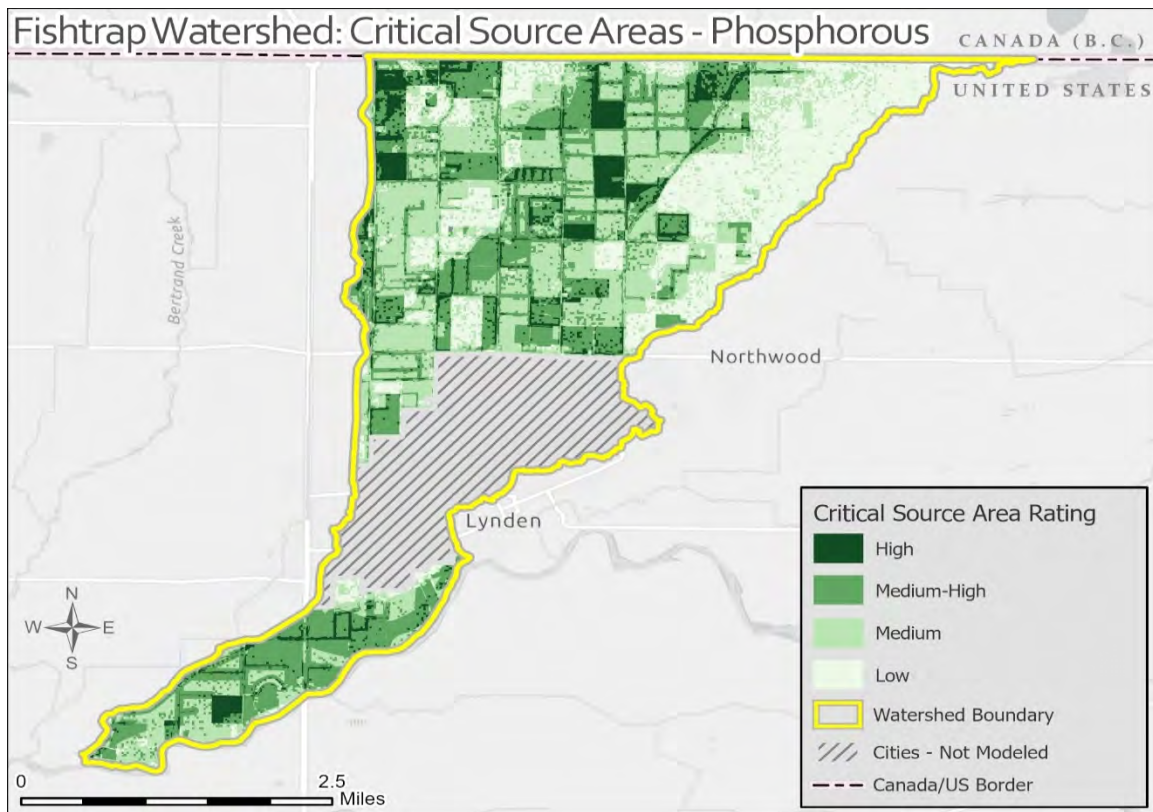 Fishtrap Watershed: Critical Source Areas - Phosphorous
CANADA (B.C.)
UNITED STATES
Bertrand Creek
Northwood
Lynden
Critical Source Area Rating
High
Medium-High
Medium
Low
Watershed Boundary
Cities - Not Modeled
Canada/US Border
N
W E
S
0 2.5
Miles